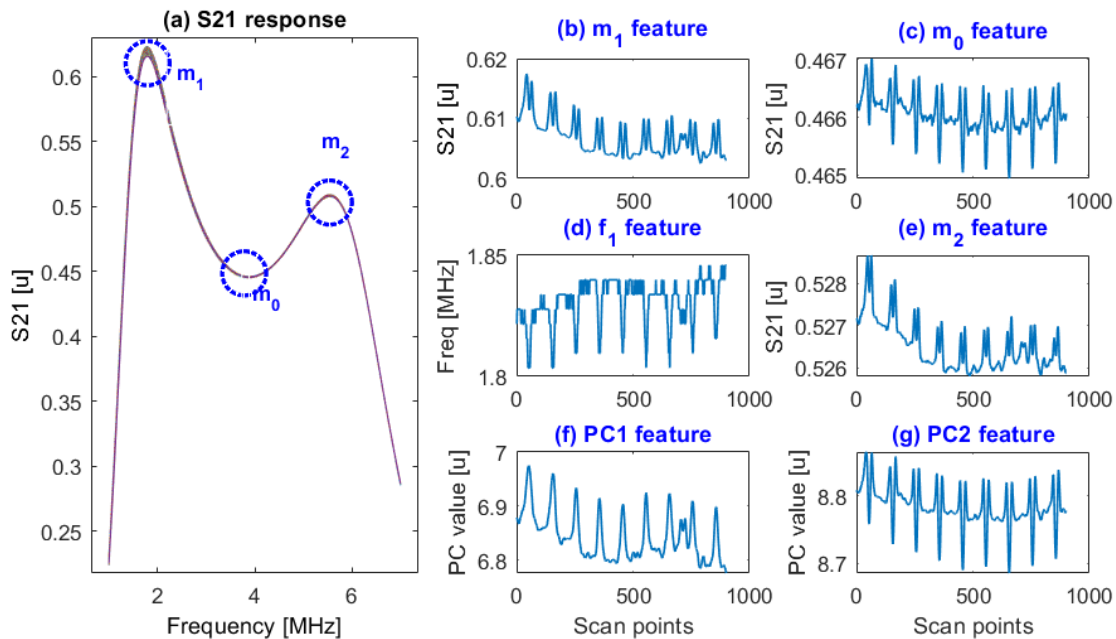 (a) S21 response
S21 [u]
0.6
0.55
0.5
0.45
0.4
0.35
0.3
0.25
m1
m2
m0
2
4
6
Frequency [MHz]
(b) m1 feature
S21 [u]
0.62
0.61
0.6
0
500
1000
(c) m0 feature
S21 [u]
0.467
0.466
0.465
0
500
1000
(d) f1 feature
Freq [MHz]
1.85
1.8
0
500
1000
(e) m2 feature
S21 [u]
0.528
0.527
0.526
0
500
1000
(f) PC1 feature
PC value [u]
7
6.9
6.8
0
500
1000
Scan points
(g) PC2 feature
PC value [u]
8.8
8.7
0
500
1000
Scan points